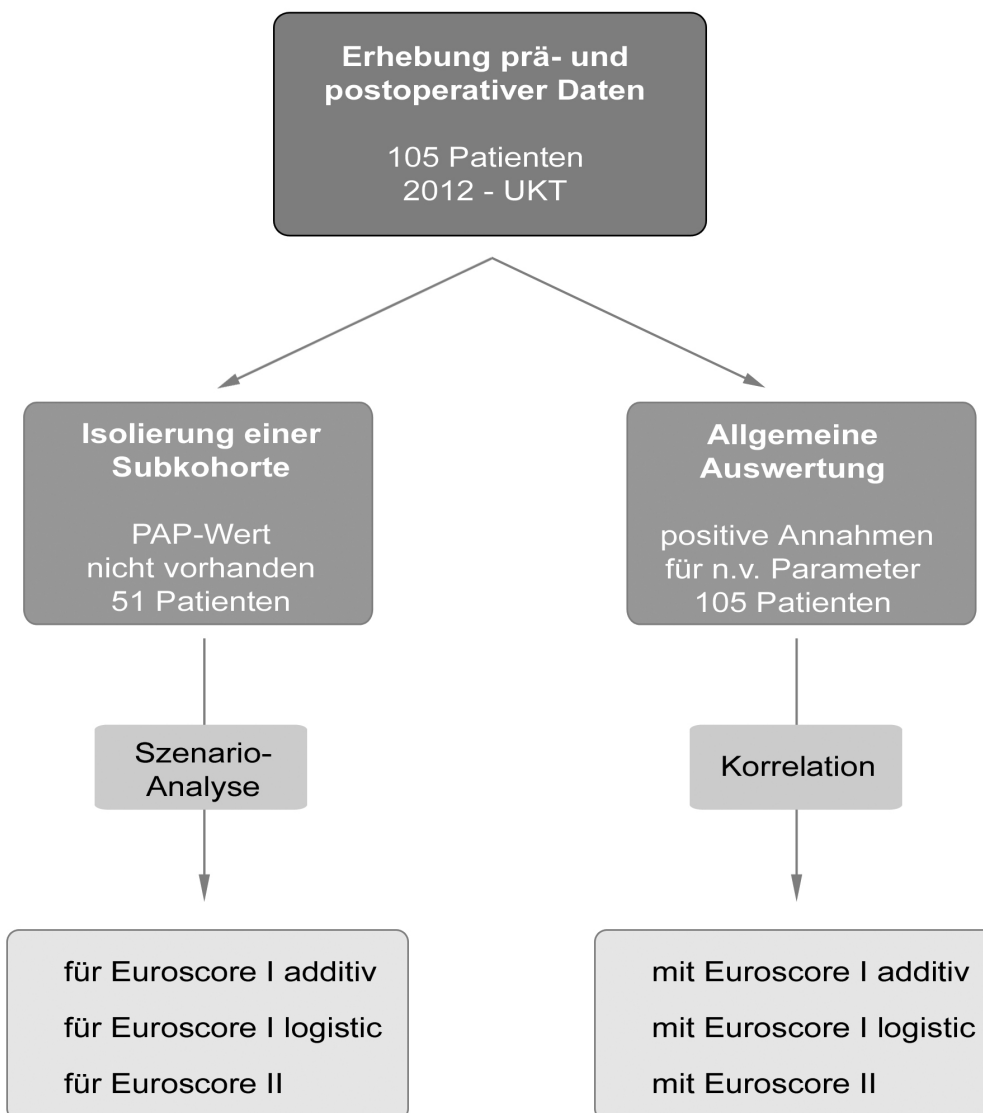 Erhebung prä- und
postoperativer Daten
105 Patienten
2012 - UKT
Isolierung einer
Subkohorte
PAP-Wert
nicht vorhanden
51 Patienten
Allgemeine
Auswertung
positive Annahmen
für n.v. Parameter
105 Patienten
Szenario-
Analyse
Korrelation
für Euroscore I additiv
für Euroscore I logistic
für Euroscore II
mit Euroscore I additiv
mit Euroscore I logistic
mit Euroscore II